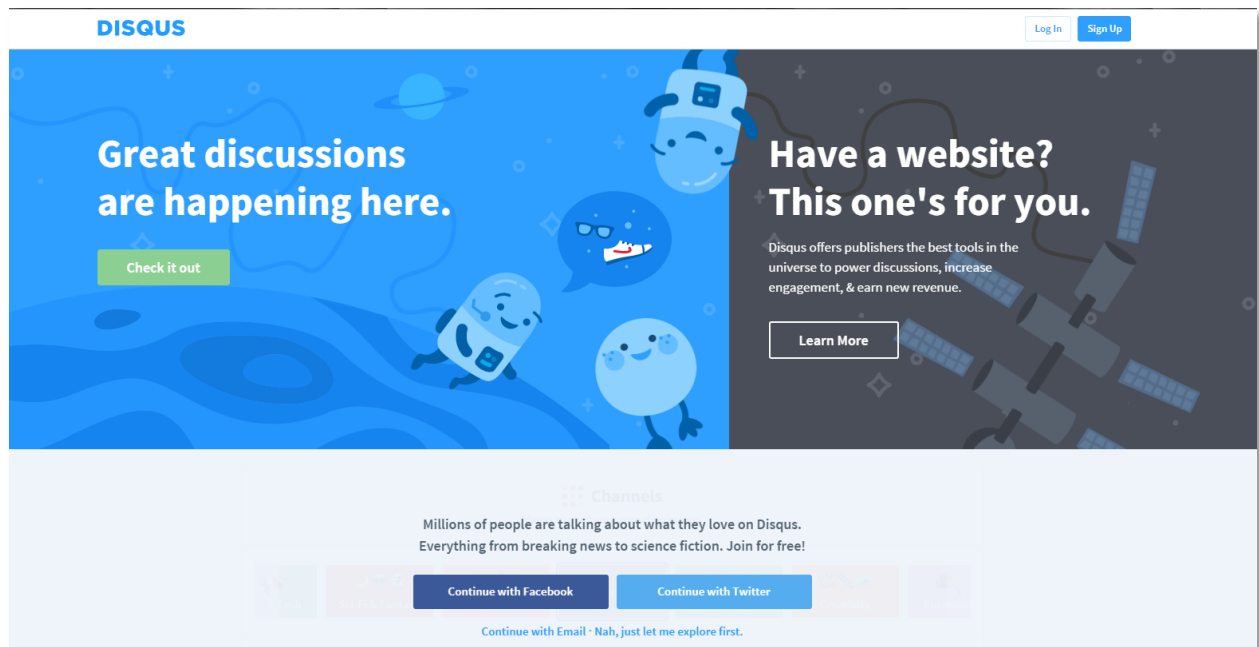 DISQUS
Log In
Sign Up
Great discussions
are happening here.
Check it out
Have a website?
This one's for you.
Disqus offers publishers the best tools in the
universe to power discussions, increase
engagement, & earn new revenue.
Learn More
Channels
Millions of people are talking about what they love on Disqus.
Everything from breaking news to science fiction. Join for free!
Continue with Facebook
Continue with Twitter
Continue with Email · Nah, just let me explore first.